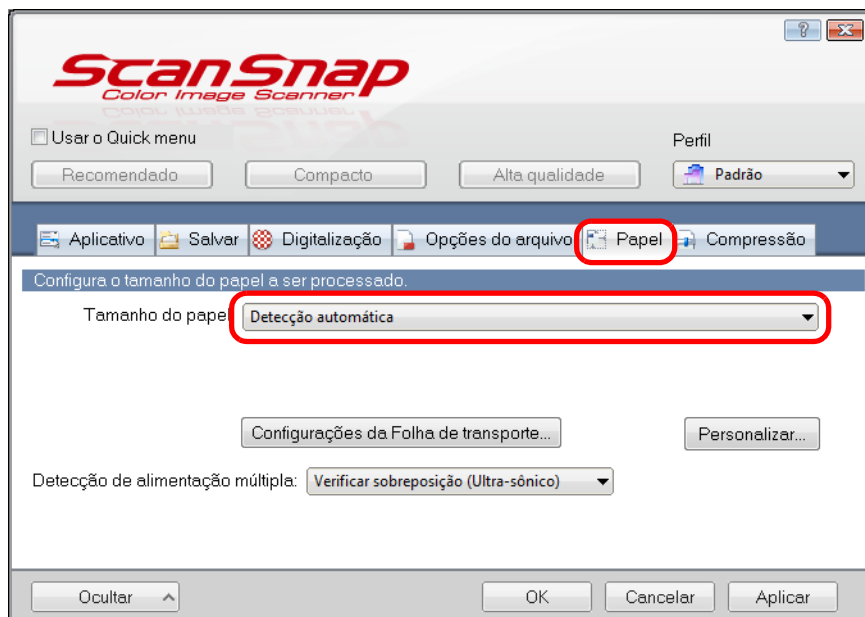 ScanSnap
Color Image Scanner
Usar o Quick menu
Perfil
Recomendado Compacto Alta qualidade Padrão
Aplicativo Salvar Digitalização Opções do arquivo Papel Compressão
Configura o tamanho do papel a ser processado.
Tamanho do papel Detecção automática
Configurações da Folha de transporte... Personalizar...
Detecção de alimentação múltipla: Verificar sobreposição (Ultra-sônico)
Ocultar OK Cancelar Aplicar